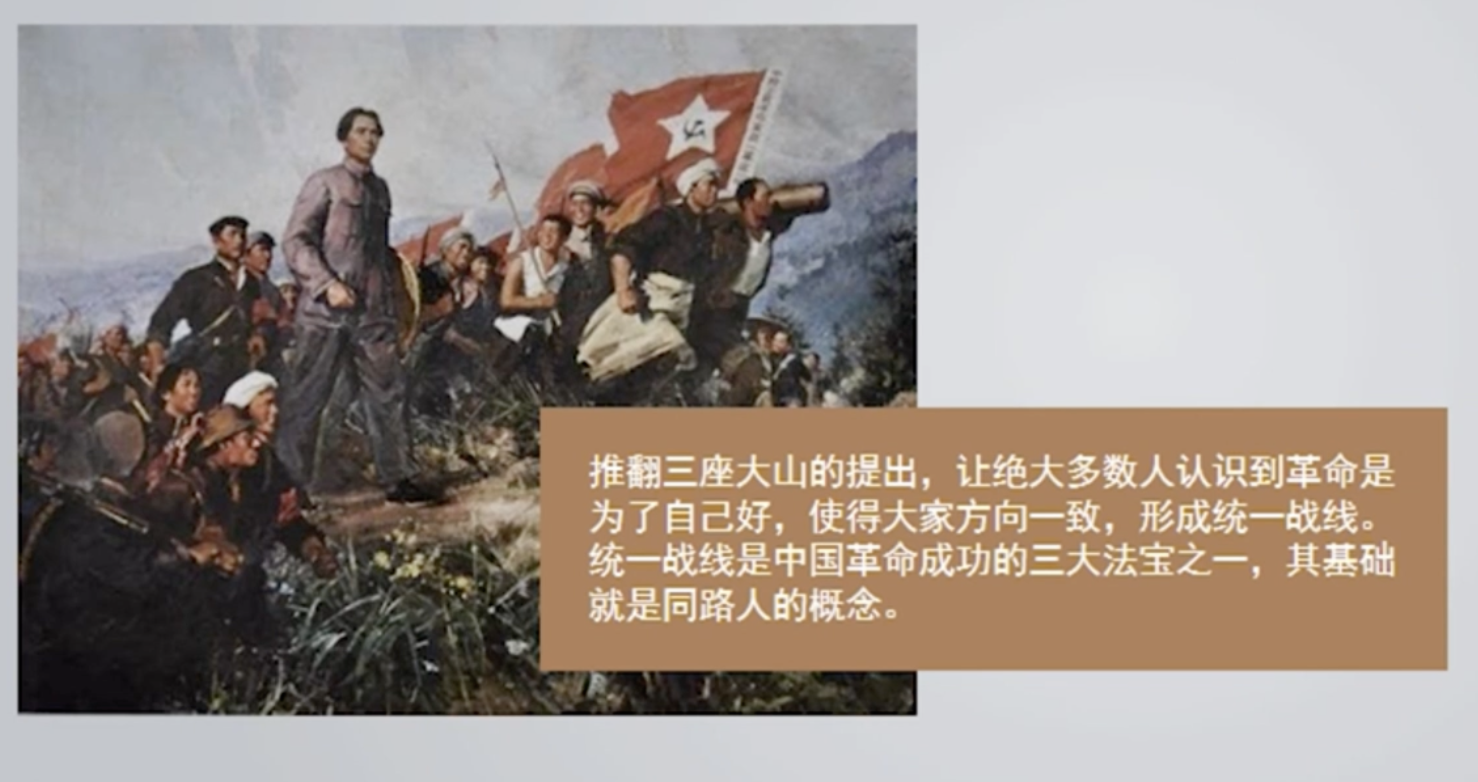 推翻三座大山的提出，让绝大多数人认识到革命是
为了自己好，使得大家方向一致，形成统一战线。
统一战线是中国革命成功的三大法宝之一，其基础
就是同路人的概念。